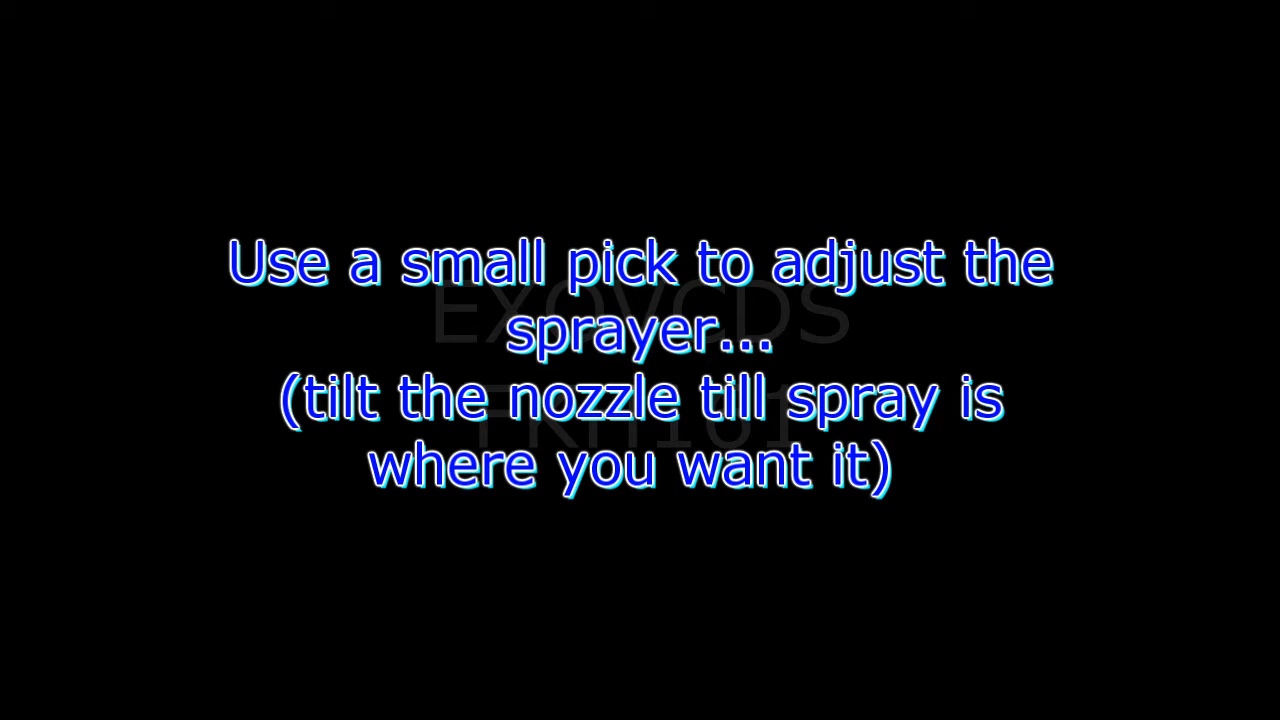 Use a small pick to adjust the
sprayer...
(tilt the nozzle till spray is
where you want it)